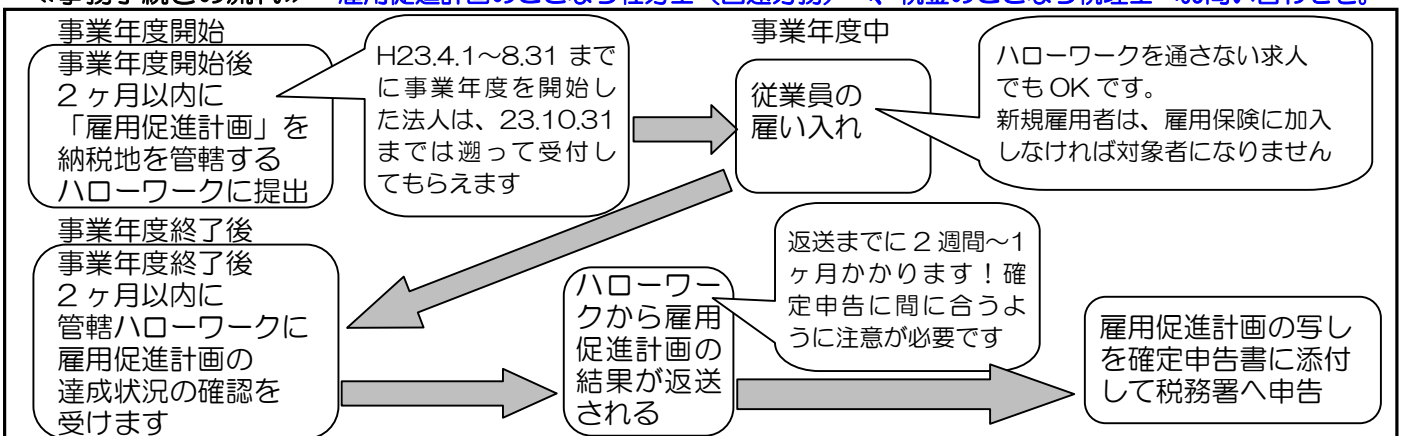 事業年度開始
事業年度開始後
２ヶ月以内に
「雇用促進計画」を
納税地を管轄する
ハローワークに提出
H23.4.1～8.31 まで
に事業年度を開始し
た法人は、23.10.31
までは遡って受付し
てもらえます
事業年度中
従業員の
雇い入れ
ハローワークを通さない求人
でも OK です。
新規雇用者は、雇用保険に加入
しなければ対象者になりません
事業年度終了後
事業年度終了後
２ヶ月以内に
管轄ハローワークに
雇用促進計画の
達成状況の確認を
受けます
ハローワー
クから雇用
促進計画の
結果が返送
される
返送までに 2 週間～1
ヶ月かかります！確
定申告に間に合うよ
うに注意が必要です
雇用促進計画の写し
を確定申告書に添付
して税務署へ申告